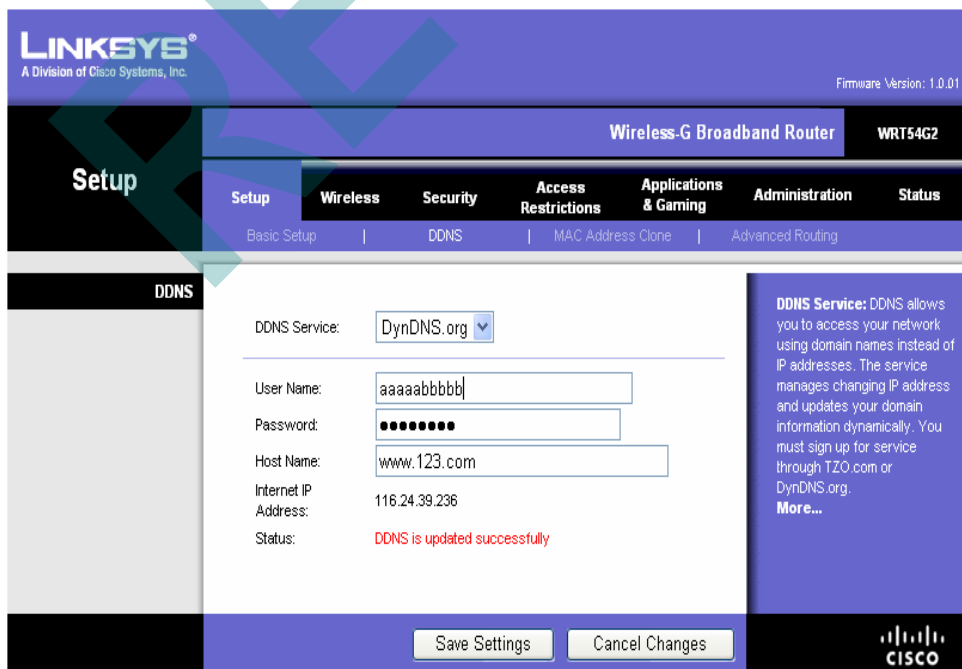 LINKSYS®
A Division of Cisco Systems, Inc.
Firmware Version: 1.0.01
Wireless-G Broadband Router
WRT54G2
Setup
Setup
Wireless
Security
Access Restrictions
Applications & Gaming
Administration
Status
Basic Setup | DDNS | MAC Address Clone | Advanced Routing
DDNS
DDNS Service: DynDNS.org
User Name: aaaaabbbbb
Password: ●●●●●●●●
Host Name: www.123.com
Internet IP
Address: 116.24.39.236
Status: DDNS is updated successfully
DDNS Service: DDNS allows
you to access your network
using domain names instead of
IP addresses. The service
manages changing IP address
and updates your domain
information dynamically. You
must sign up for service
through TZO.com or
DynDNS.org.
More...
Save Settings
Cancel Changes
CISCO